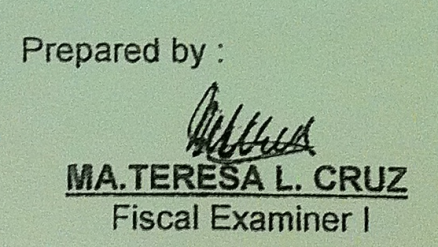 Prepared by :
MA.TERESA L. CRUZ
Fiscal Examiner I